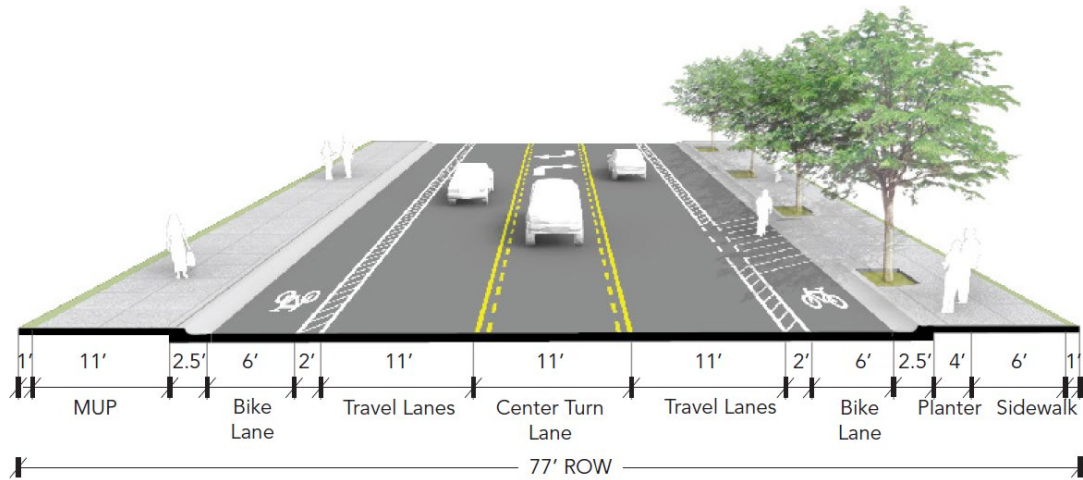 1' 11' 2.5' 6' 2' 11' 11' 11' 2' 6' 2.5' 4' 6' 1'
MUP Bike Travel Lanes Center Turn Travel Lanes Bike Planter Sidewalk
Lane Lane Lane
77' ROW